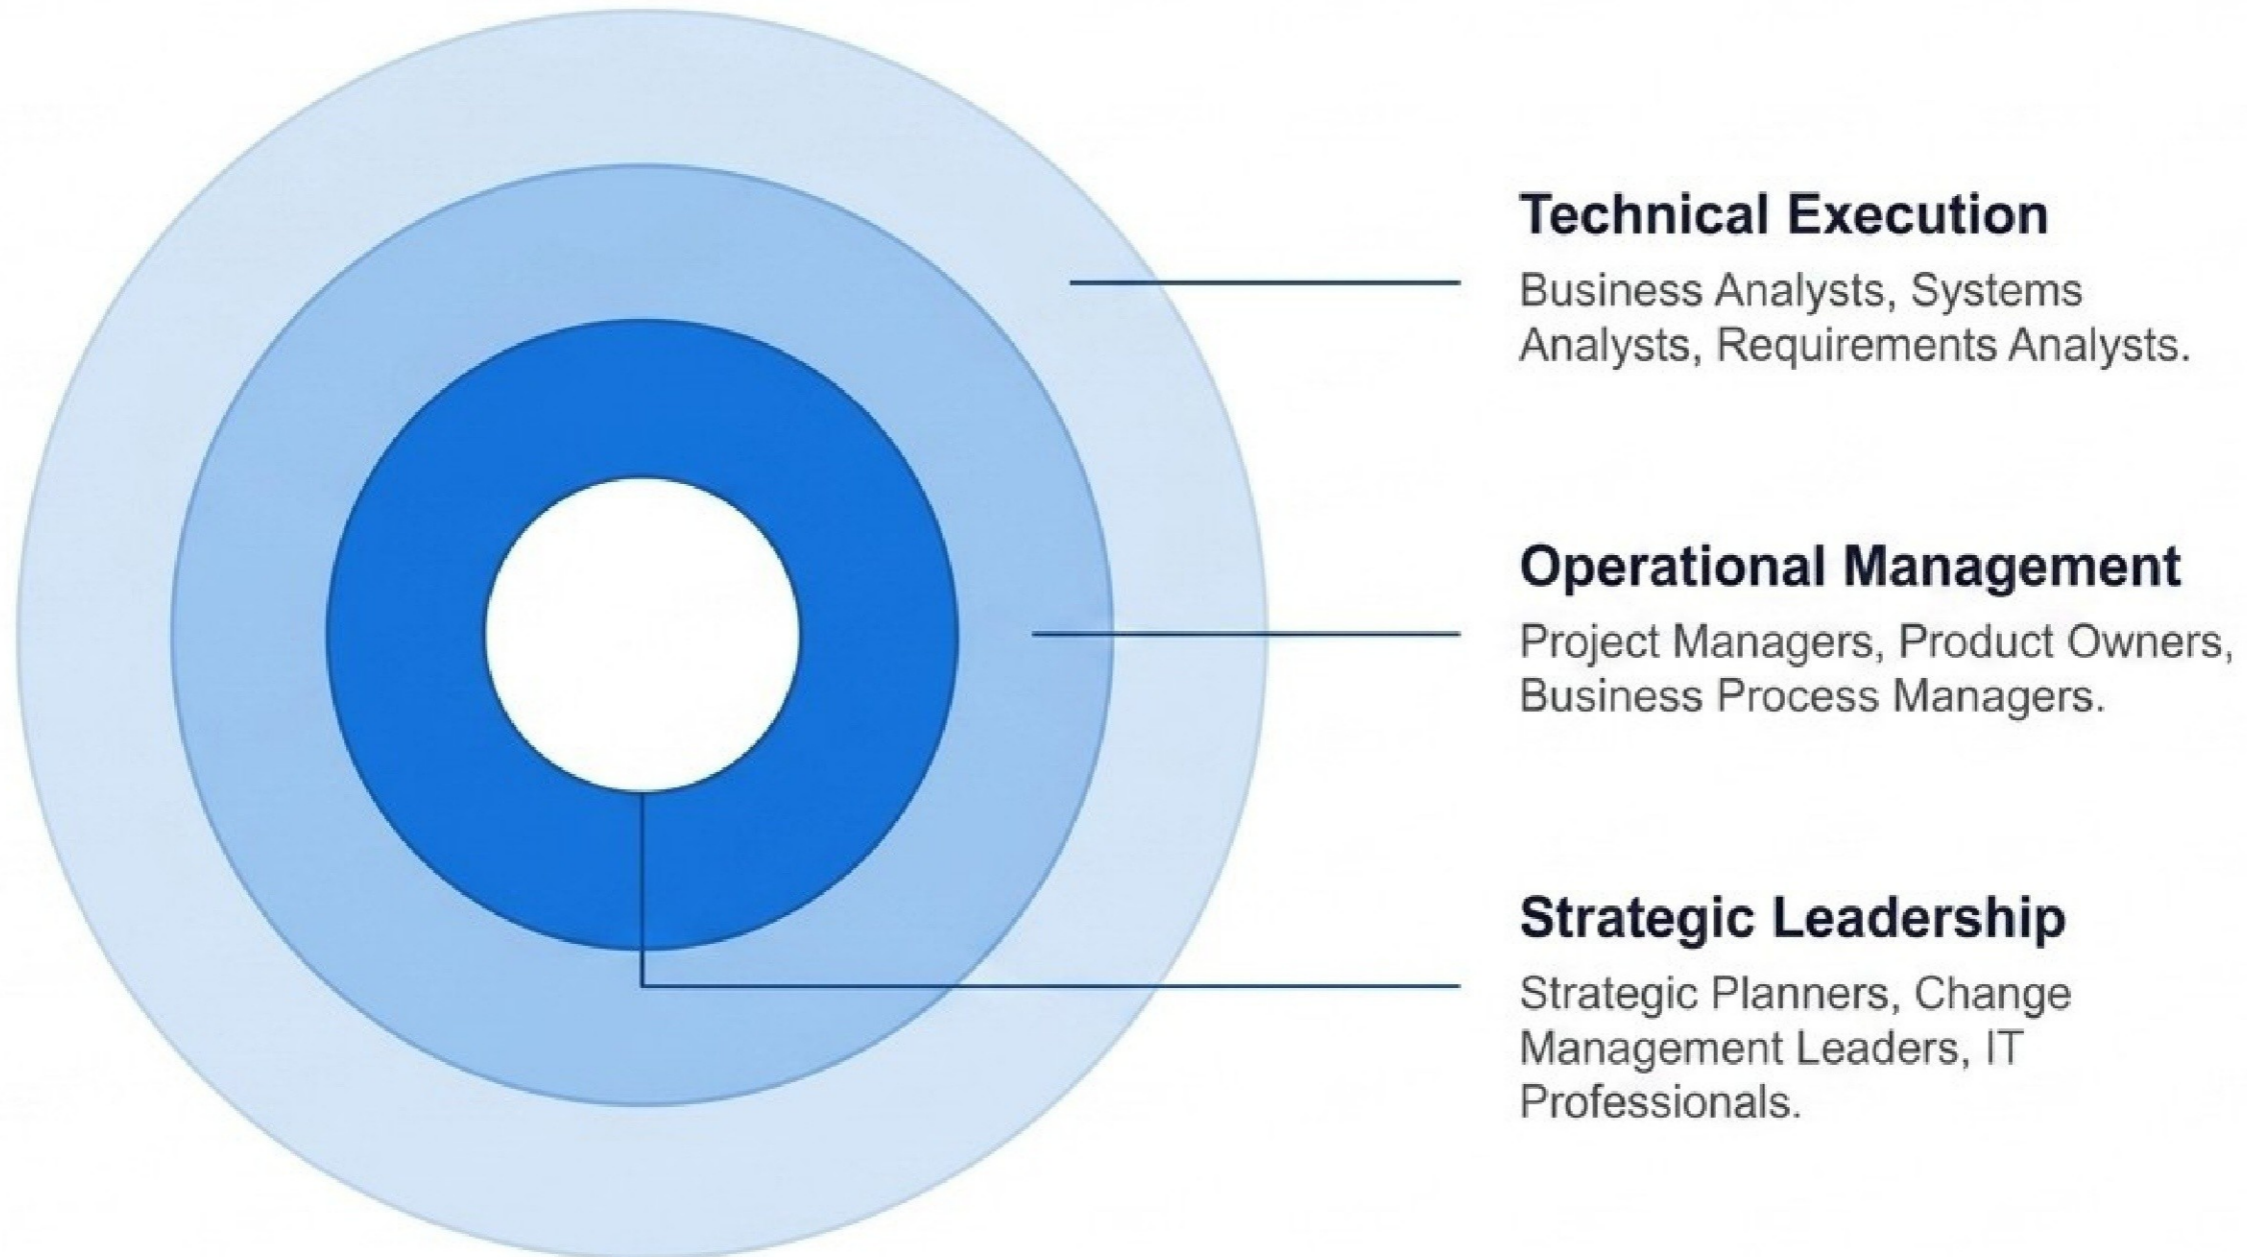 Technical Execution
Business Analysts, Systems
Analysts, Requirements Analysts.
Operational Management
Project Managers, Product Owners,
Business Process Managers.
Strategic Leadership
Strategic Planners, Change
Management Leaders, IT
Professionals.